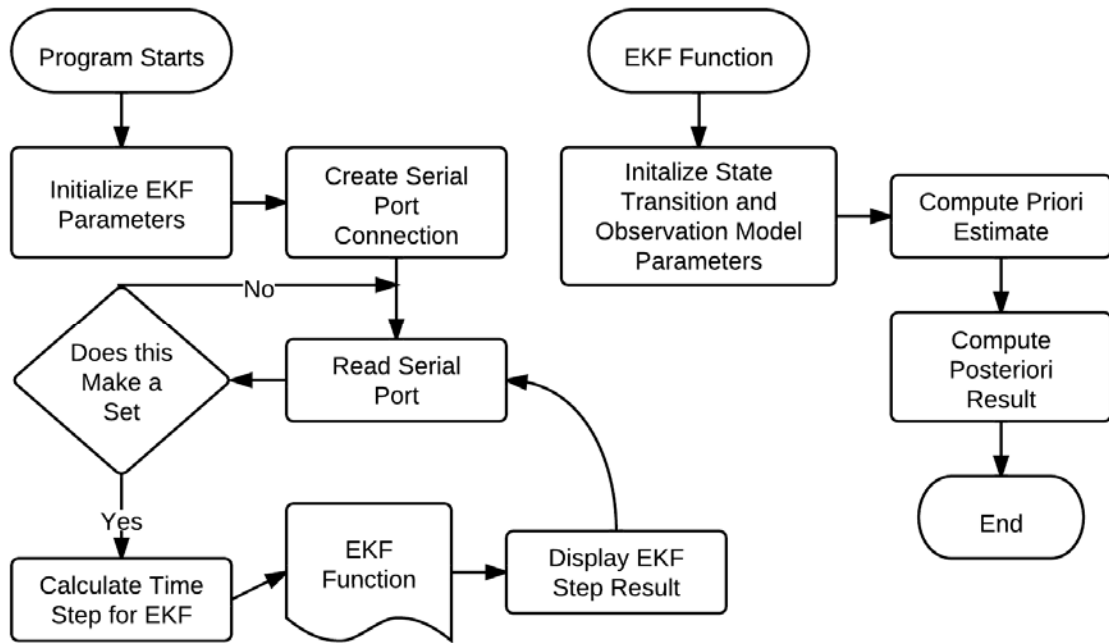 Program Starts
Initialize EKF
Parameters
Create Serial
Port
Connection
No
Does this
Make a
Set
Read Serial
Port
Yes
Calculate Time
Step for EKF
EKF
Function
Display EKF
Step Result
EKF Function
Initalize State
Transition and
Observation Model
Parameters
Compute Priori
Estimate
Compute
Posteriori
Result
End